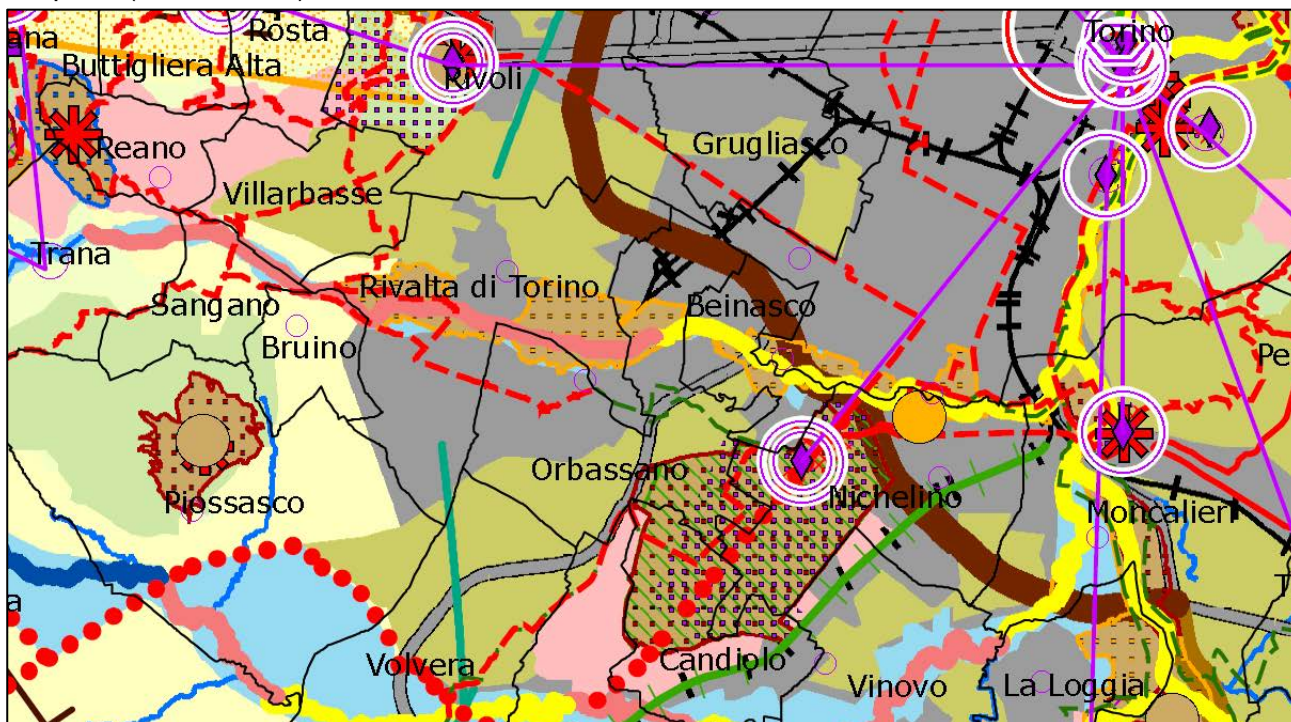 ana
Rosta
Torino
Buttigliera Alta
Rivoli
Reano
Grugliasco
Villarbasse
Trana
Sangano
Rivalta di Torino
Beinasco
Bruino
Pe
Orbassano
Piossasco
Nichelino
Moncalieri
T
a
Volvera
Candiolo
Vinovo
La Loggia